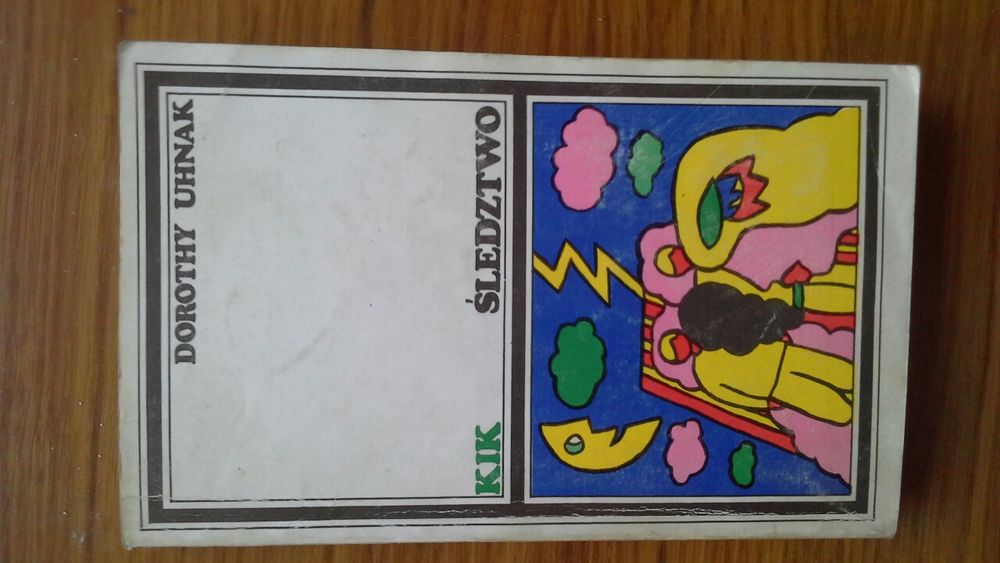 DOROTHY UHNAK
KIK ŚLEDZTWO